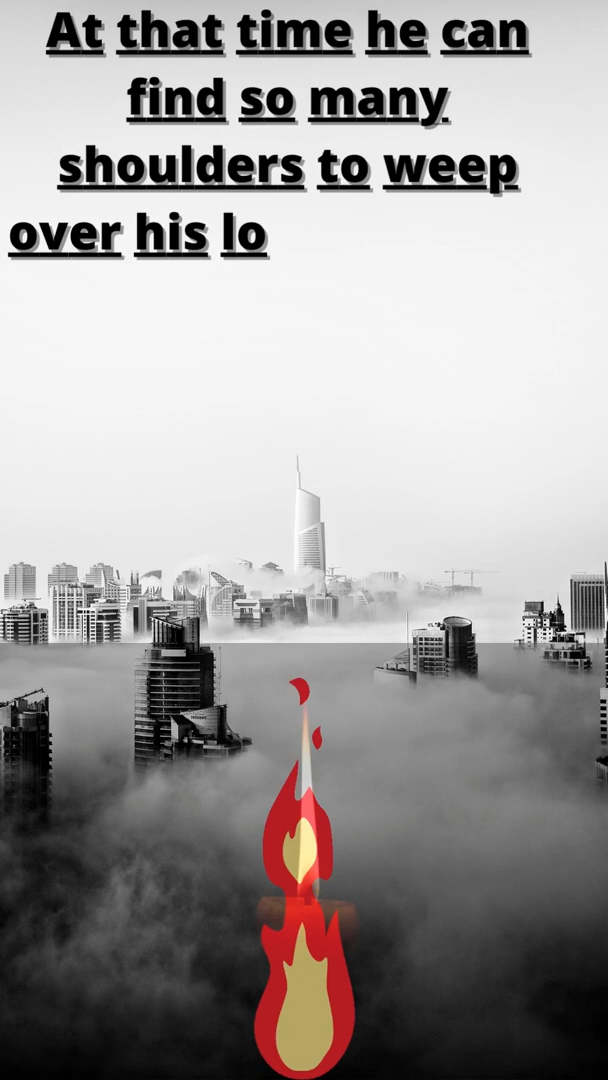 At that time he can
find so many
shoulders to weep
over his lo